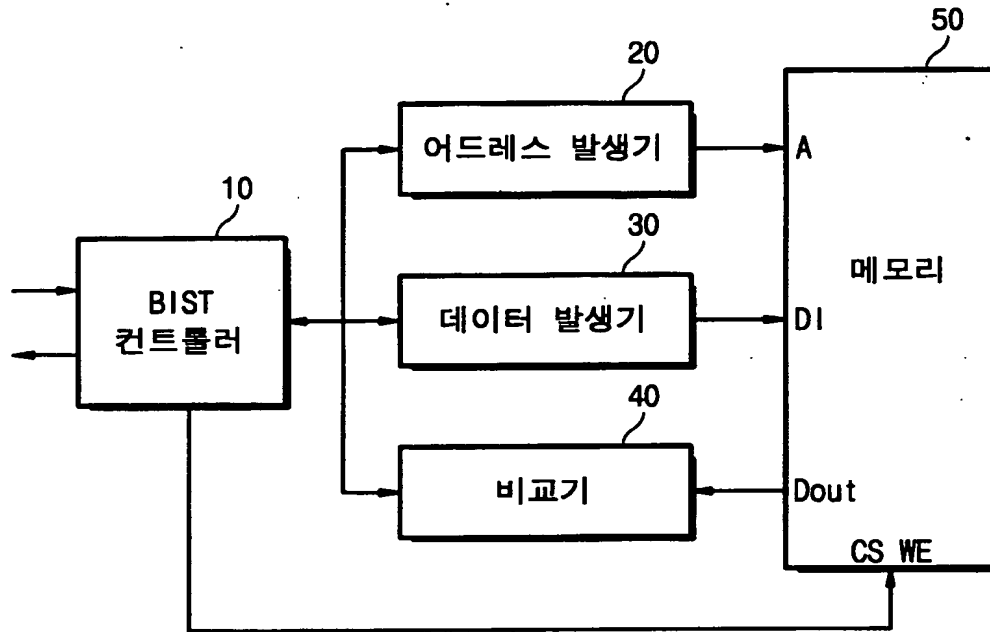 50
20
어드레스 발생기
A
10
30
메모리
BIST
컨트롤러
데이터 발생기
DI
40
비교기
Dout
CS WE